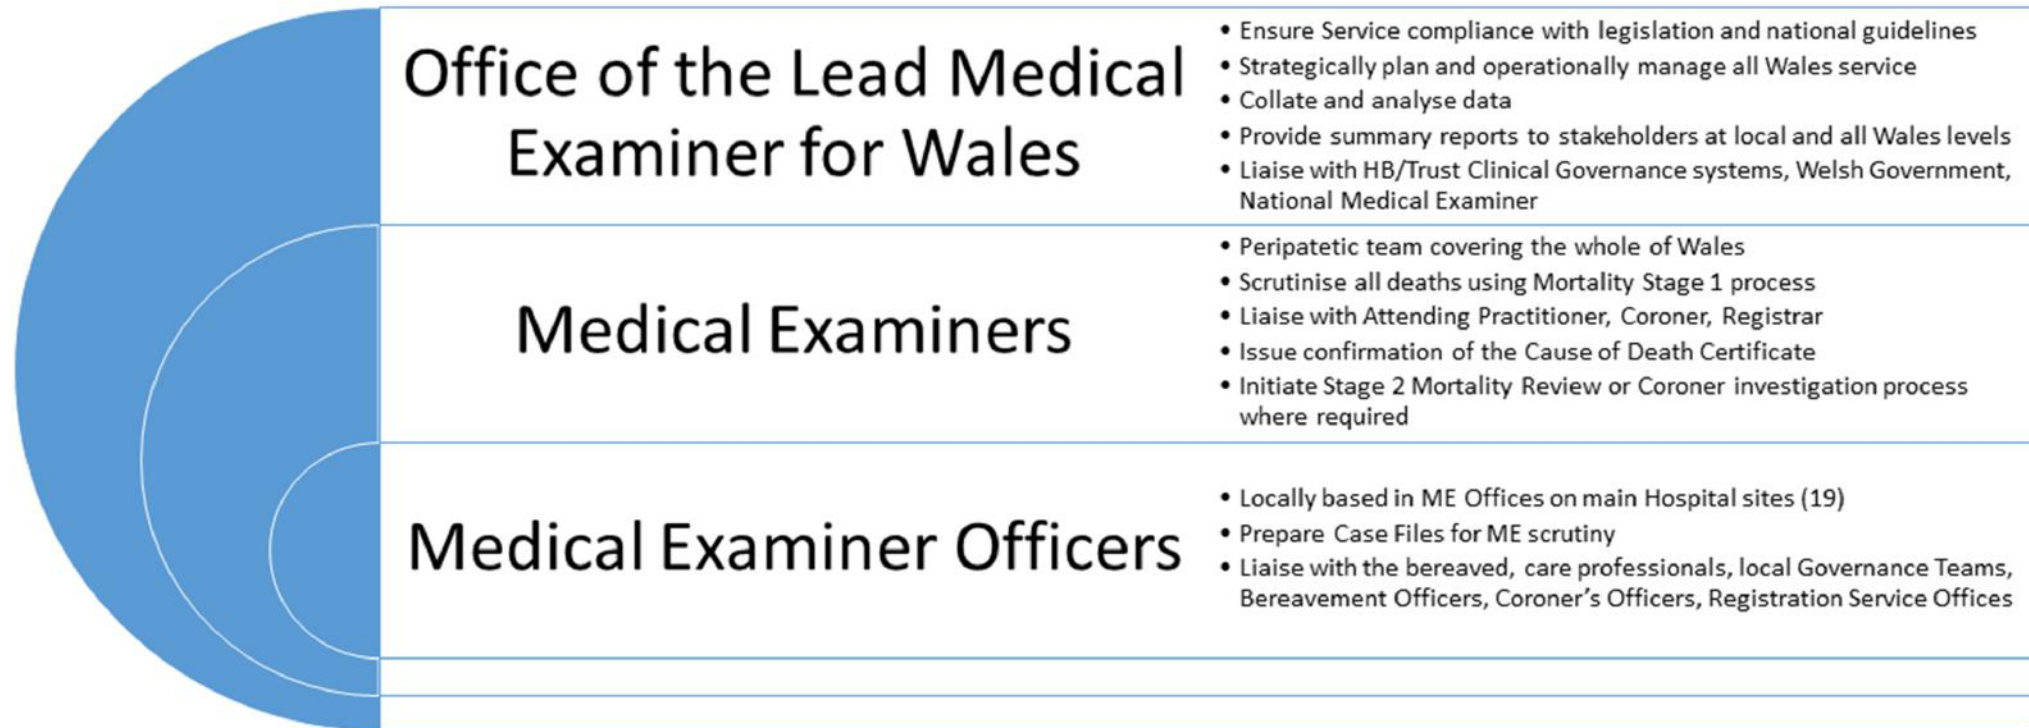 Office of the Lead Medical
Examiner for Wales
• Ensure Service compliance with legislation and national guidelines
• Strategically plan and operationally manage all Wales service
• Collate and analyse data
• Provide summary reports to stakeholders at local and all Wales levels
• Liaise with HB/Trust Clinical Governance systems, Welsh Government,
National Medical Examiner
Medical Examiners
• Peripatetic team covering the whole of Wales
• Scrutinise all deaths using Mortality Stage 1 process
• Liaise with Attending Practitioner, Coroner, Registrar
• Issue confirmation of the Cause of Death Certificate
• Initiate Stage 2 Mortality Review or Coroner investigation process
where required
Medical Examiner Officers
• Locally based in ME Offices on main Hospital sites (19)
• Prepare Case Files for ME scrutiny
• Liaise with the bereaved, care professionals, local Governance Teams,
Bereavement Officers, Coroner's Officers, Registration Service Offices